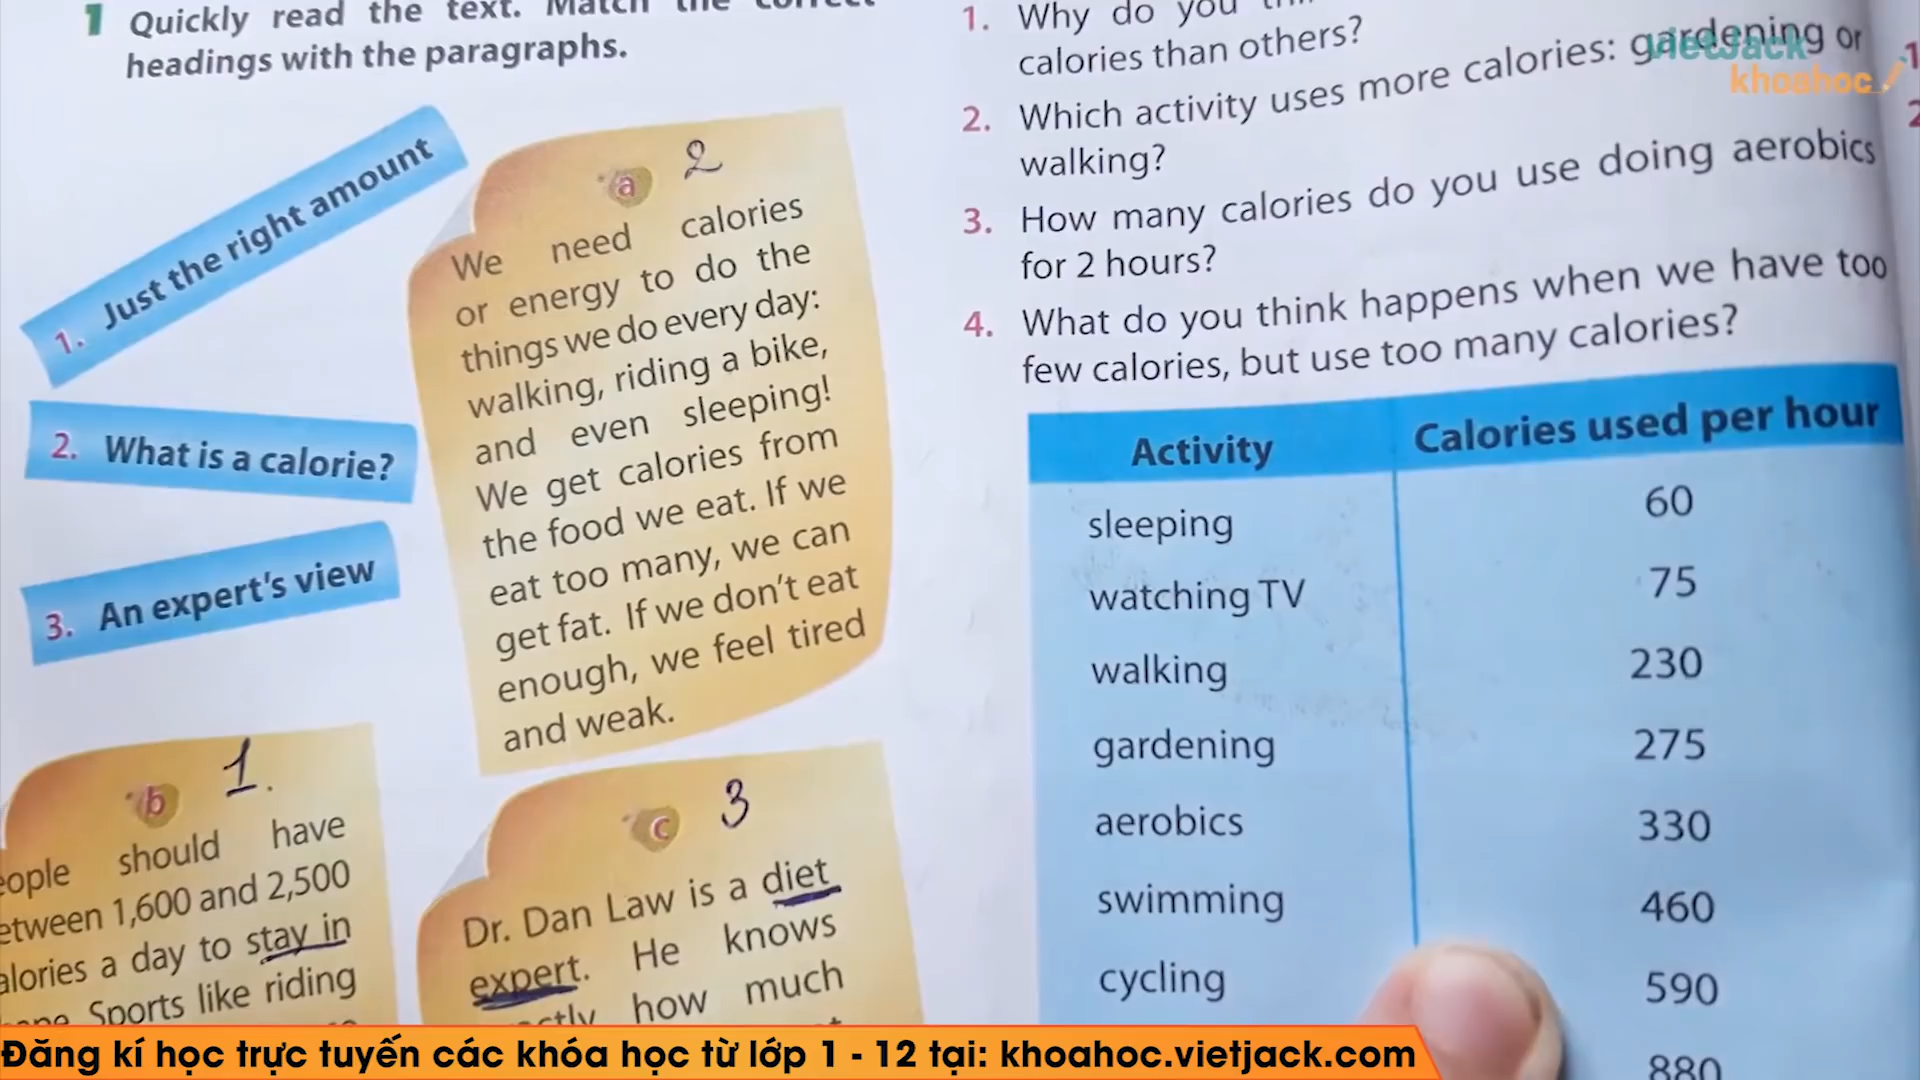 1 Quickly read the text. Match the correct
headings with the paragraphs.
1. Just the right amount
2. What is a calorie?
3. An expert's view
a 2
We need calories
or energy to do the
things we do every day:
walking, riding a bike,
and even sleeping!
We get calories from
the food we eat. If we
eat too many, we can
get fat. If we don't eat
enough, we feel tired
and weak.
b 1.
should have
1,600 and 2,500
a day to stay in
Sports like riding
c 3
Dr. Dan Law is a diet
expert. He knows
how much
1. Why do you
calories than others?
2. Which activity uses more calories: gardening or
walking?
3. How many calories do you use doing aerobics
for 2 hours?
4. What do you think happens when we have too
few calories, but use too many calories?
Activity Calories used per hour
sleeping 60
watching TV 75
walking 230
gardening 275
aerobics 330
swimming 460
cycling 590
880
vietJack
khoahoc
Đăng kí học trực tuyến các khóa học từ lớp 1 - 12 tại: khoahoc.vietjack.com